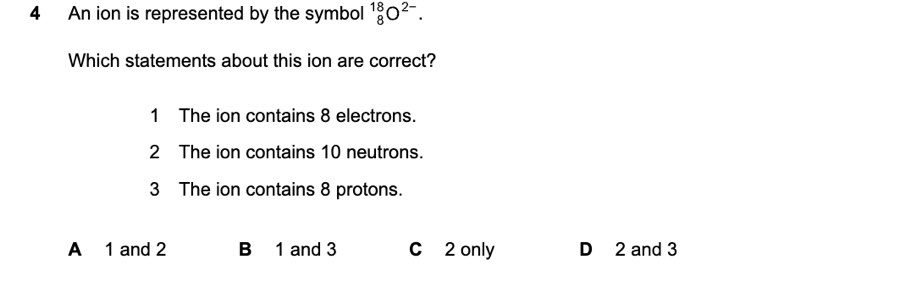 4 An ion is represented by the symbol ¹⁸₈O²⁻.
Which statements about this ion are correct?
1 The ion contains 8 electrons.
2 The ion contains 10 neutrons.
3 The ion contains 8 protons.
A 1 and 2 B 1 and 3 C 2 only D 2 and 3